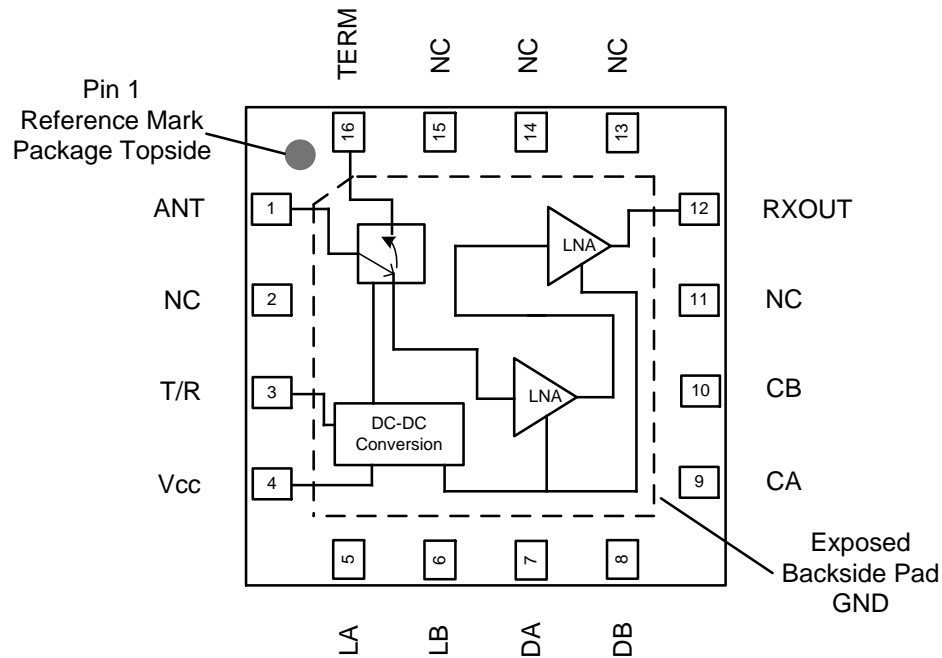 TERM
NC
NC
NC
Pin 1
Reference Mark
Package Topside
16
15
14
13
ANT
1
12
RXOUT
LNA
NC
2
11
NC
T/R
3
LNA
10
CB
DC-DC
Conversion
Vcc
4
9
CA
5
6
7
8
Exposed
Backside Pad
GND
LA
LB
DA
DB